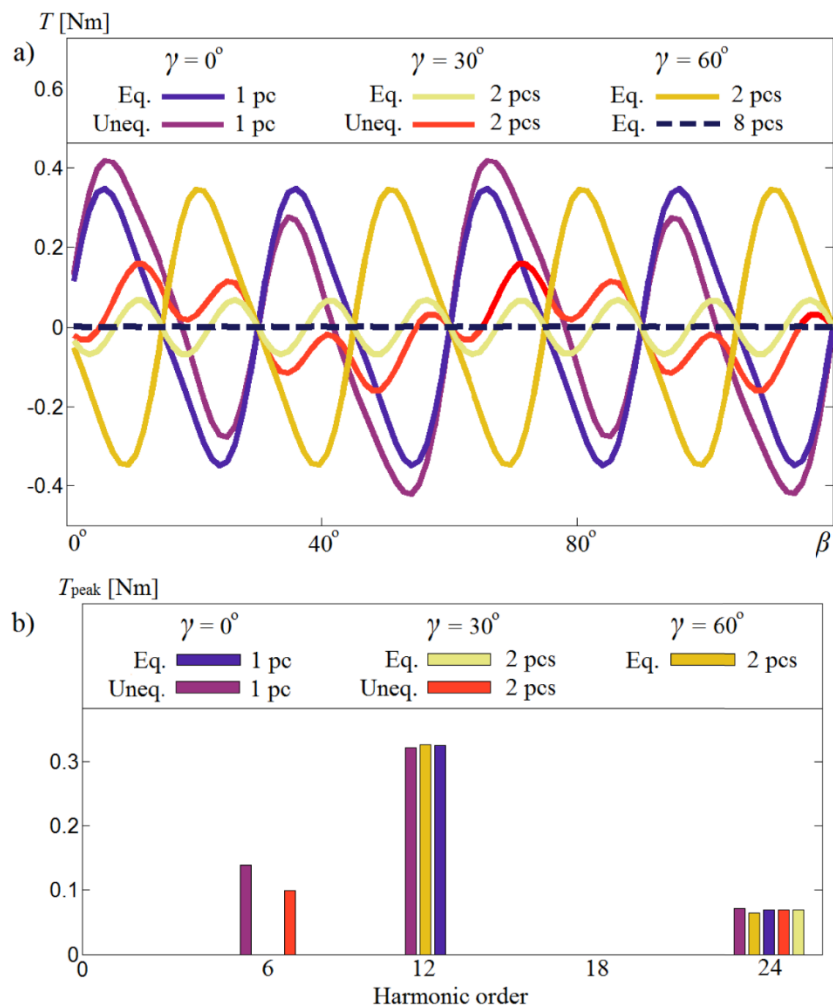 T [Nm]
a)
γ = 0° γ = 30° γ = 60°
0.6
Eq. 1 pc Eq. 2 pcs Eq. 2 pcs
Uneq. 1 pc Uneq. 2 pcs Eq. 8 pcs
0.4
0.2
0
-0.2
-0.4
0° 40° 80° β
Tpeak [Nm]
b)
γ = 0° γ = 30° γ = 60°
Eq. 1 pc Eq. 2 pcs Eq. 2 pcs
Uneq. 1 pc Uneq. 2 pcs
0.3
0.2
0.1
0
0 6 12 18 24
Harmonic order